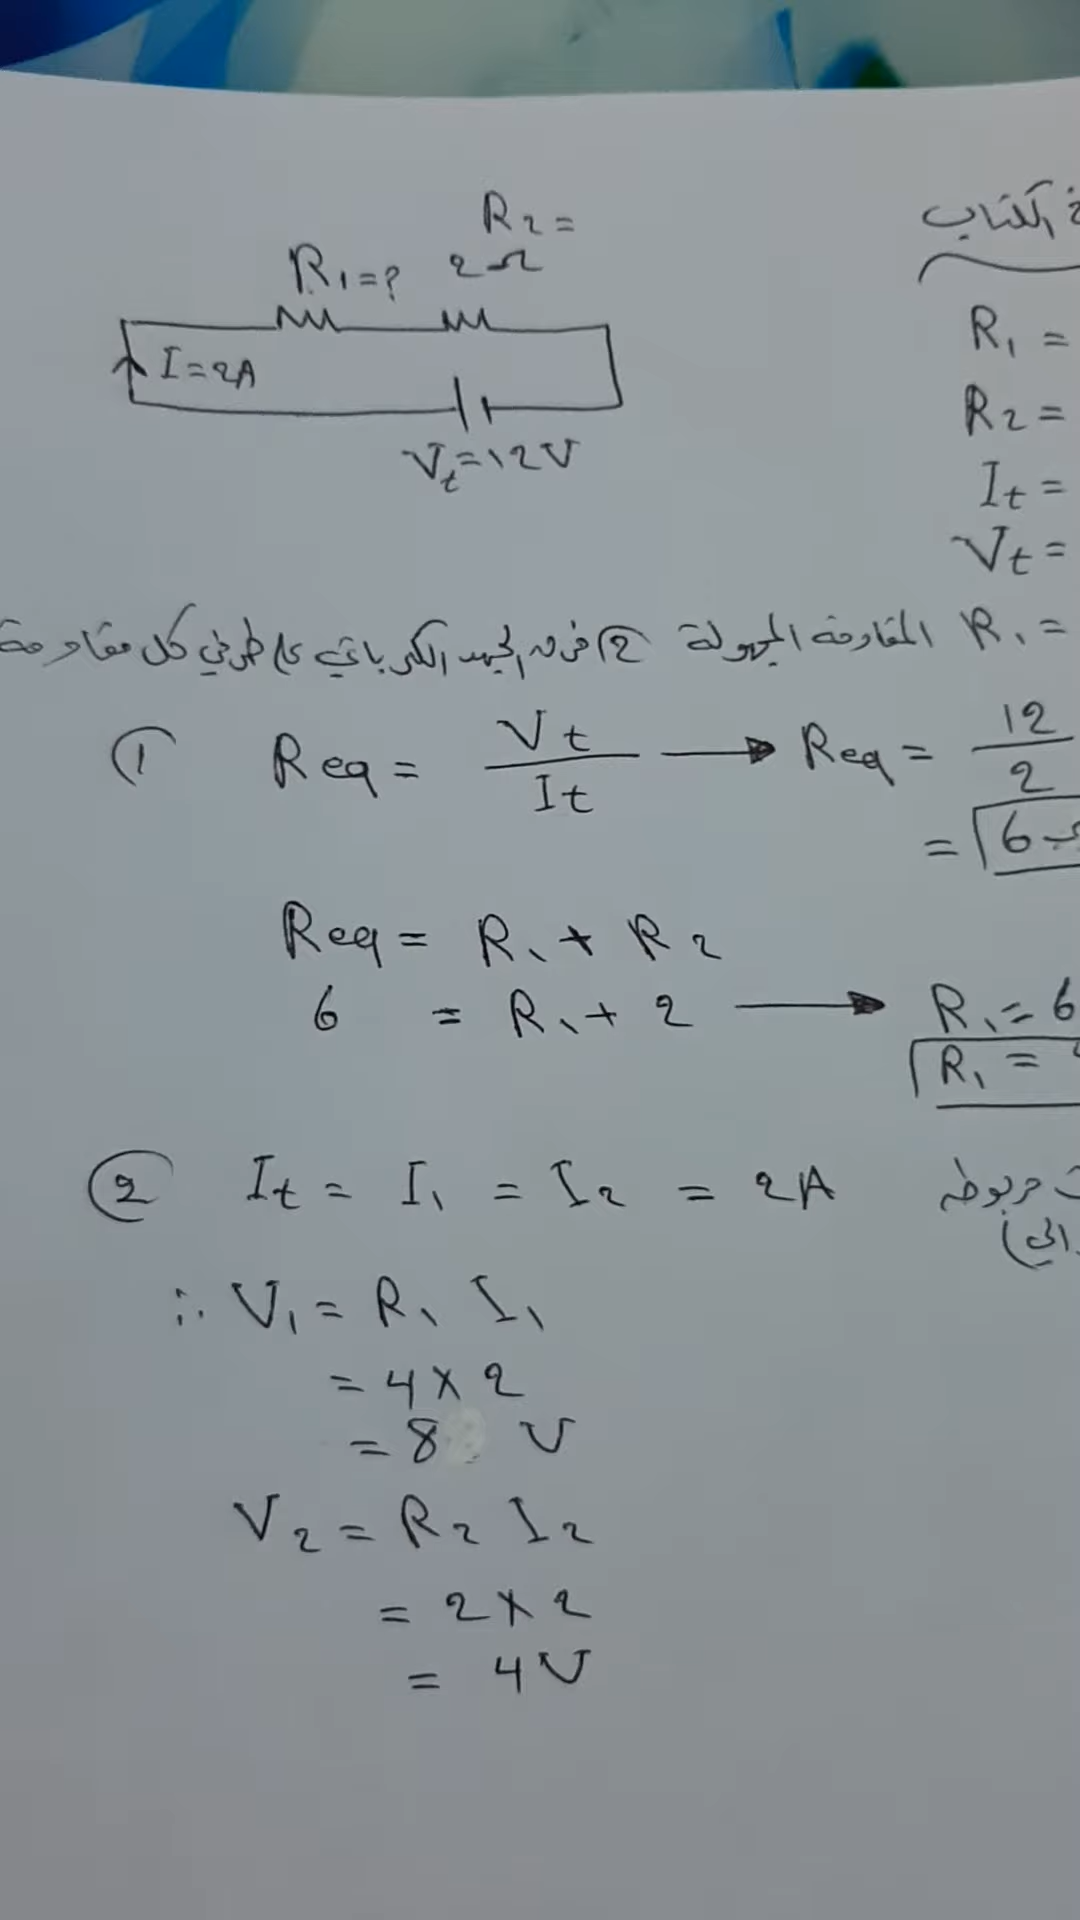 R2 =
R1 = ? 2Ω
I = 2A
Vt = 12V
الكتاب
R1 =
R2 =
It =
Vt =
R1 = المقاومة المجهولة (2) فرق الجهد الكهربائي على طرفي كل مقاومة
(1) Req = Vt / It → Req = 12 / 2
= 6
Req = R1 + R2
6 = R1 + 2 → R1 = 6
R1 =
(2) It = I1 = I2 = 2A مربوطة
∴ V1 = R1 I1
= 4 × 2
= 8 V
V2 = R2 I2
= 2 × 2
= 4V